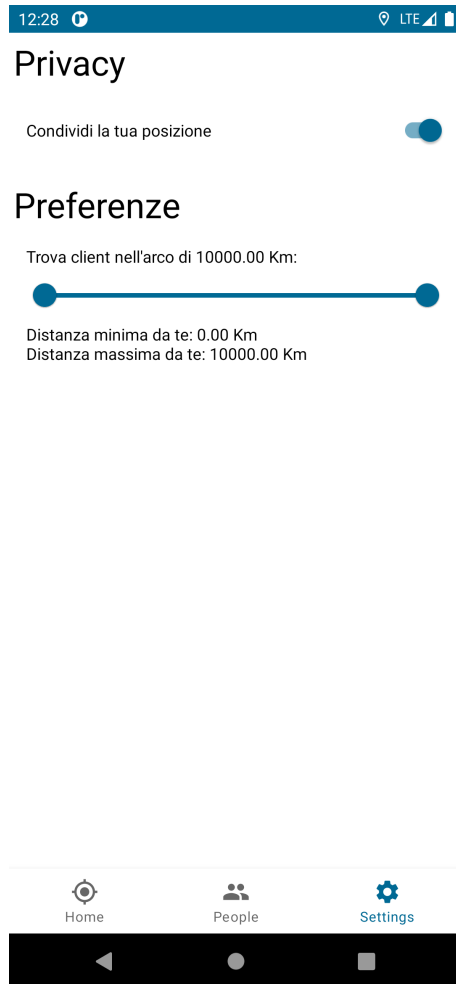 12:28
LTE
Privacy
Condividi la tua posizione
Preferenze
Trova client nell'arco di 10000.00 Km:
Distanza minima da te: 0.00 Km
Distanza massima da te: 10000.00 Km
Home
People
Settings